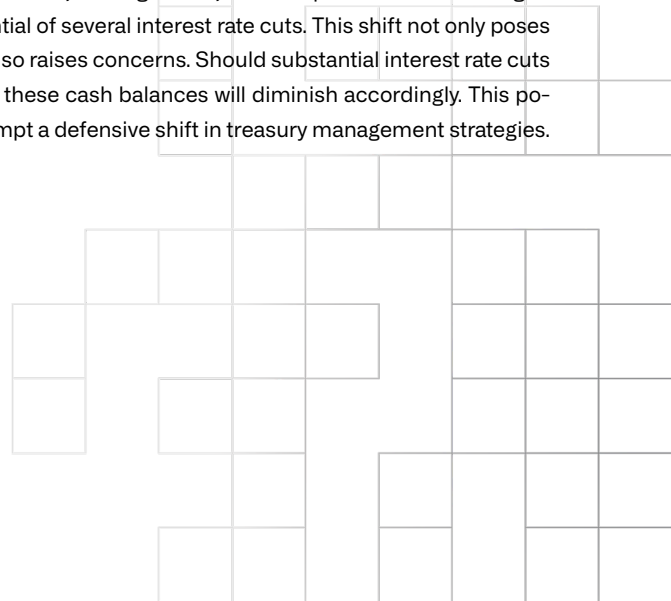 tial of several interest rate cuts. This shift not only poses
so raises concerns. Should substantial interest rate cuts
these cash balances will diminish accordingly. This po-
mpt a defensive shift in treasury management strategies.